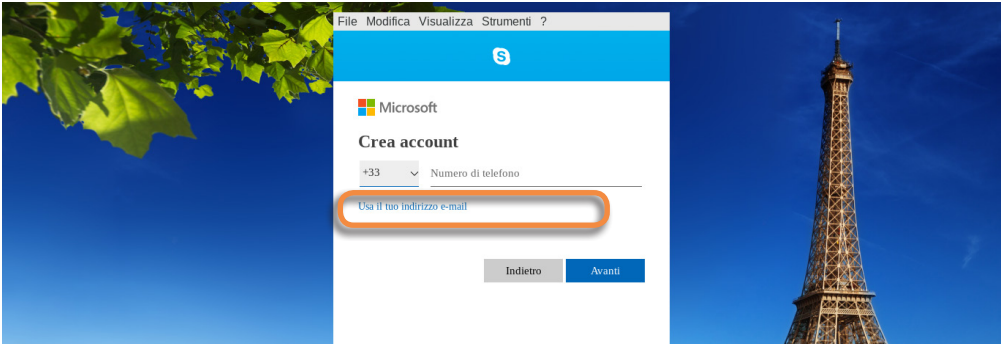 File Modifica Visualizza Strumenti ?
Microsoft
Crea account
+33 Numero di telefono
Usa il tuo indirizzo e-mail
Indietro Avanti